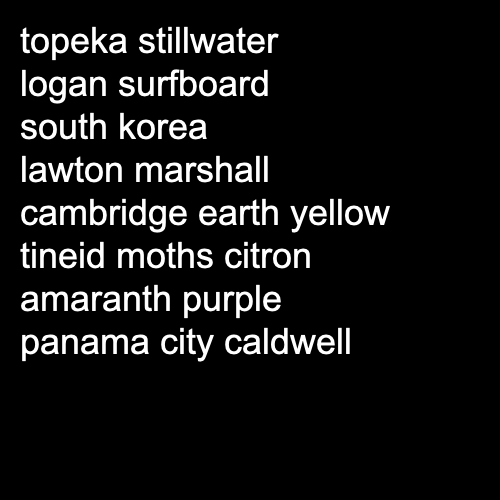 topeka stillwater
logan surfboard
south korea
lawton marshall
cambridge earth yellow
tineid moths citron
amaranth purple
panama city caldwell